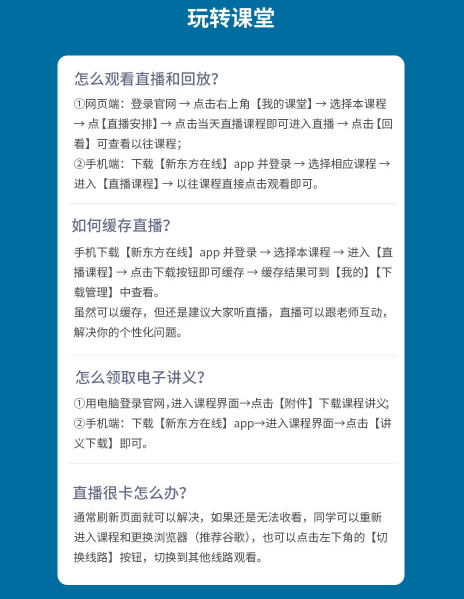 玩转课堂
怎么观看直播和回放？
①网页端：登录官网 → 点击右上角【我的课堂】→ 选择本课程
→ 点【直播安排】→ 点击当天直播课程即可进入直播 → 点击【回
看】可查看以往课程；
②手机端：下载【新东方在线】app 并登录 → 选择相应课程 →
进入【直播课程】→ 以往课程直接点击观看即可。
如何缓存直播？
手机下载【新东方在线】app 并登录 → 选择本课程 → 进入【直
播课程】→ 点击下载按钮即可缓存 → 缓存结果可到【我的】【下
载管理】中查看。
虽然可以缓存，但还是建议大家听直播，直播可以跟老师互动，
解决你的个性化问题。
怎么领取电子讲义？
①用电脑登录官网，进入课程界面→点击【附件】下载课程讲义；
②手机端：下载【新东方在线】app→进入课程界面→点击【讲
义下载】即可。
直播很卡怎么办？
通常刷新页面就可以解决，如果还是无法收看，同学可以重新
进入课程和更换浏览器（推荐谷歌），也可以点击左下角的【切
换线路】按钮，切换到其他线路观看。